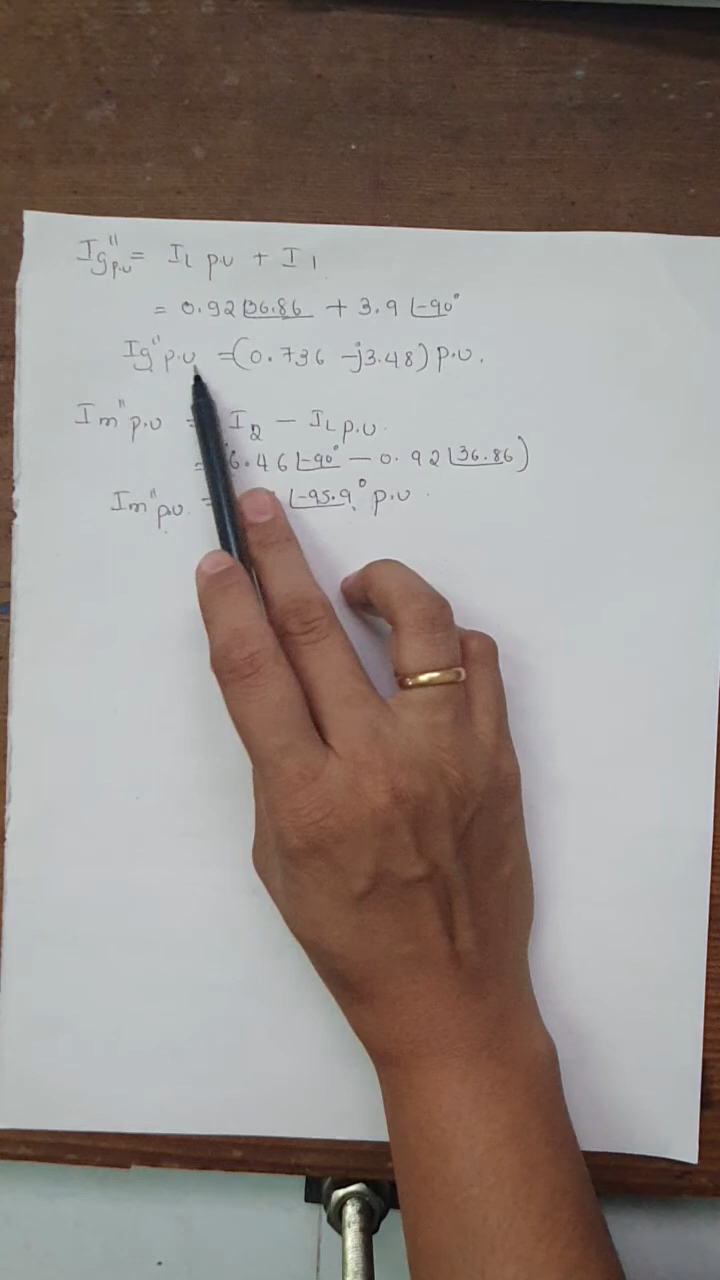 Ig"p.u = IL p.u + I1
= 0.92∠36.86 + 3.9∠-90°
Ig"p.u = (0.736 - j3.48) p.u.
Im"p.u = I2 - IL p.u.
= 6.46∠-90° - 0.92∠36.86)
Im"p.u. = ∠-95.9° p.u.